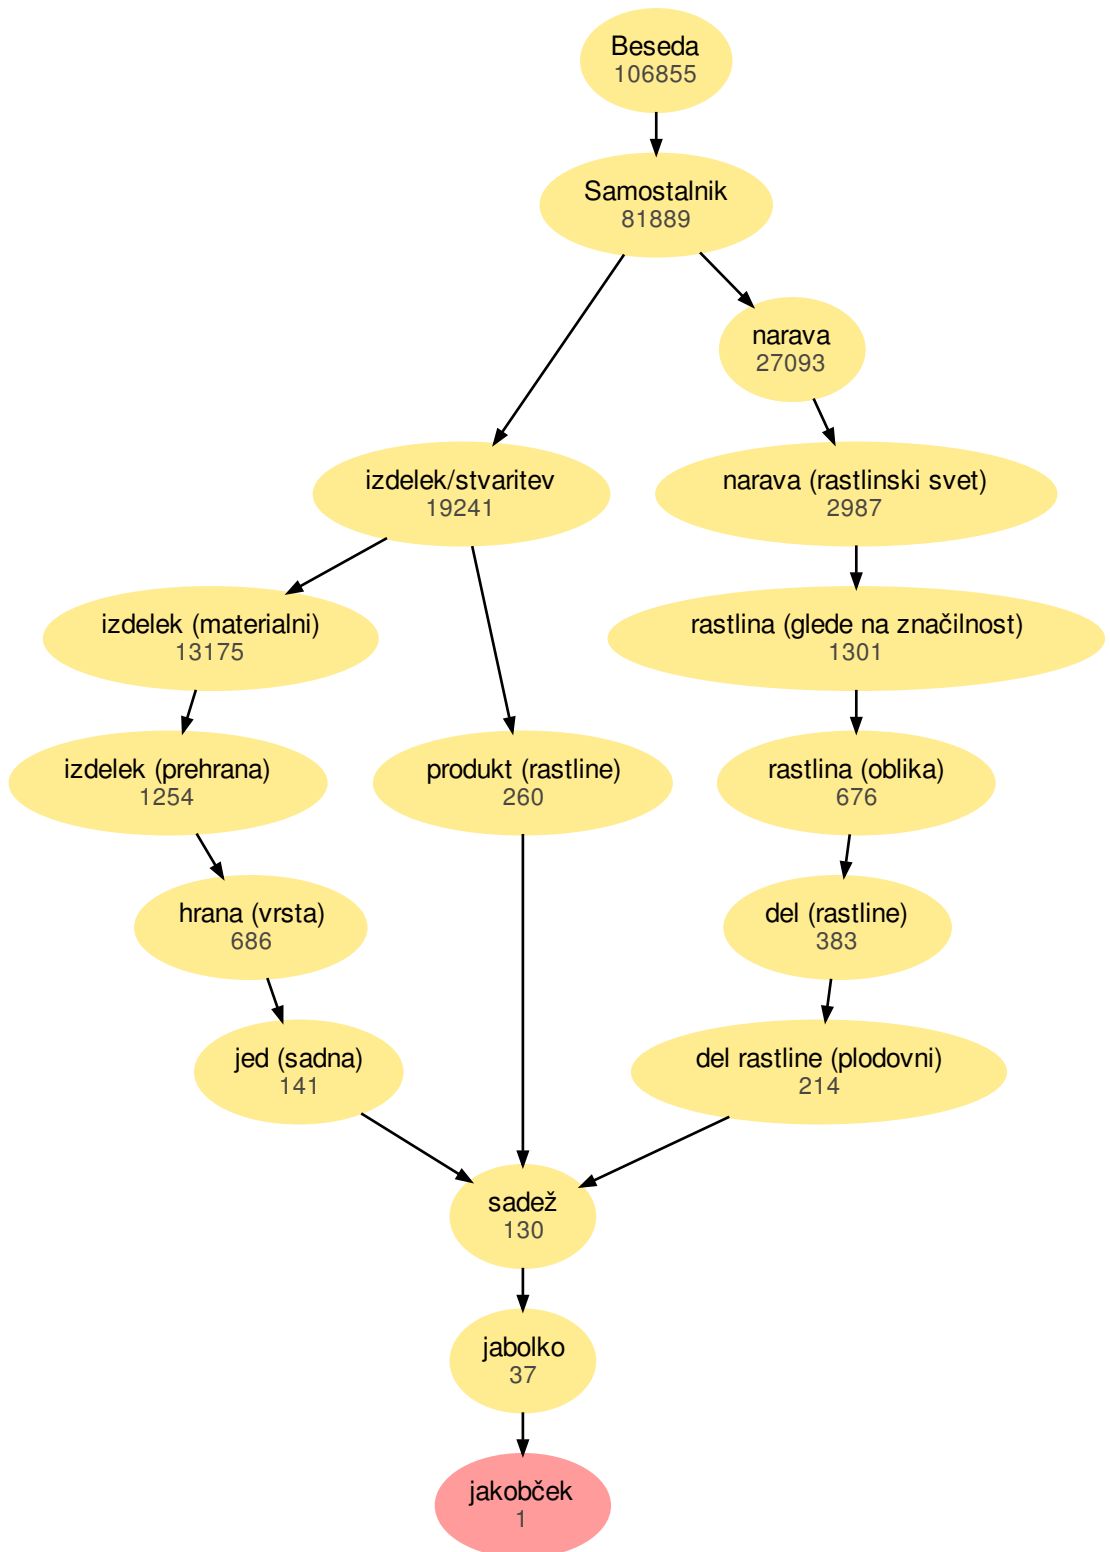 Beseda
106855
Samostalnik
81889
narava
27093
izdelek/stvaritev
19241
narava (rastlinski svet)
2987
izdelek (materialni)
13175
rastlina (glede na značilnost)
1301
izdelek (prehrana)
1254
produkt (rastline)
260
rastlina (oblika)
676
hrana (vrsta)
686
del (rastline)
383
jed (sadna)
141
del rastline (plodovni)
214
sadež
130
jabolko
37
jakobček
1